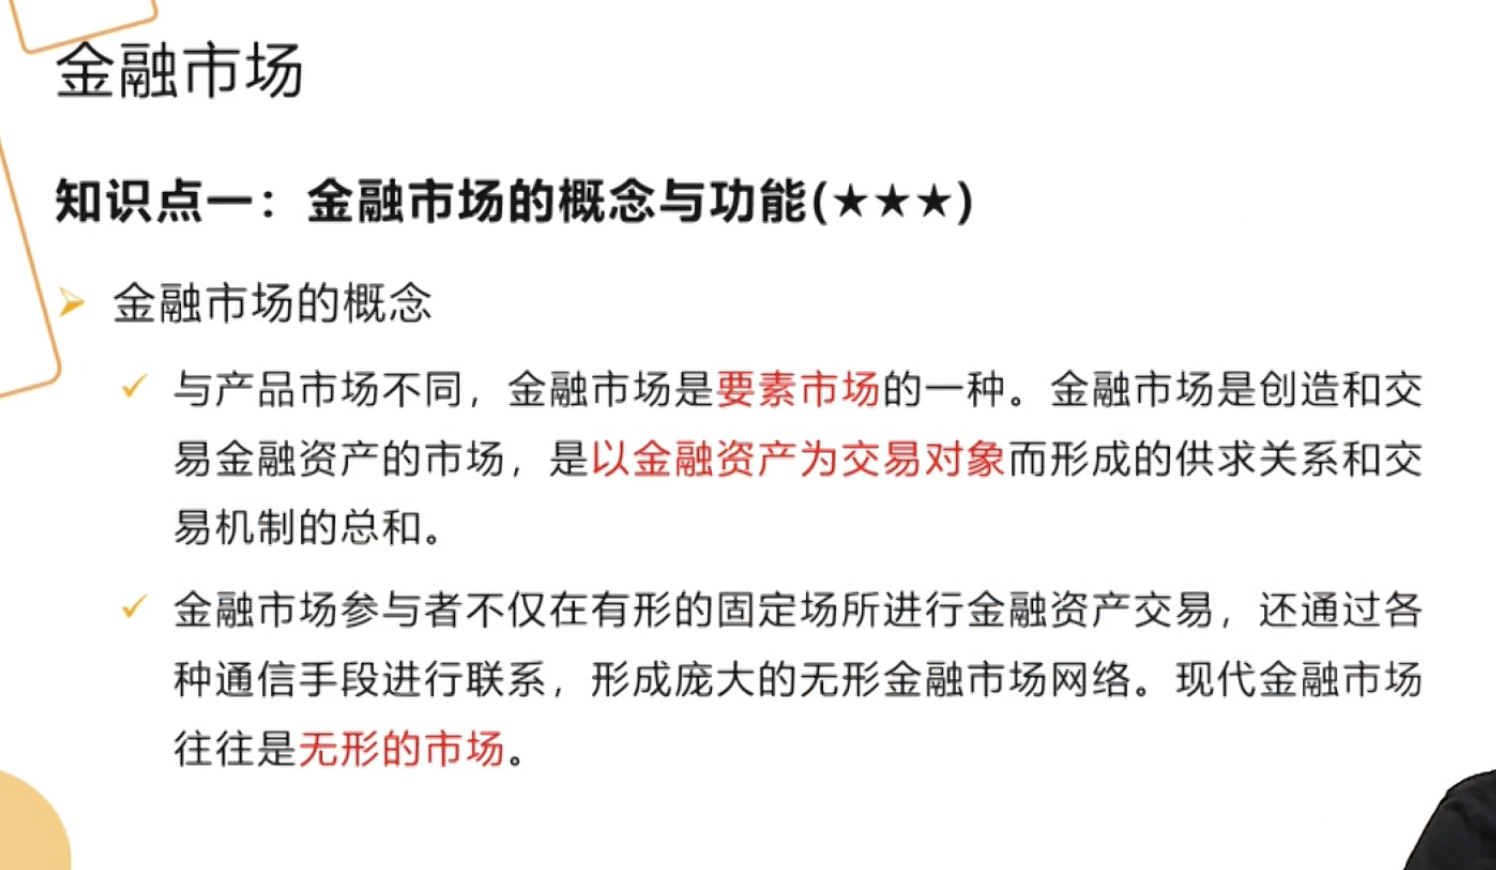 金融市场
知识点一：金融市场的概念与功能(★★★)
金融市场的概念
与产品市场不同，金融市场是要素市场的一种。金融市场是创造和交
易金融资产的市场，是以金融资产为交易对象而形成的供求关系和交
易机制的总和。
金融市场参与者不仅在有形的固定场所进行金融资产交易，还通过各
种通信手段进行联系，形成庞大的无形金融市场网络。现代金融市场
往往是无形的市场。